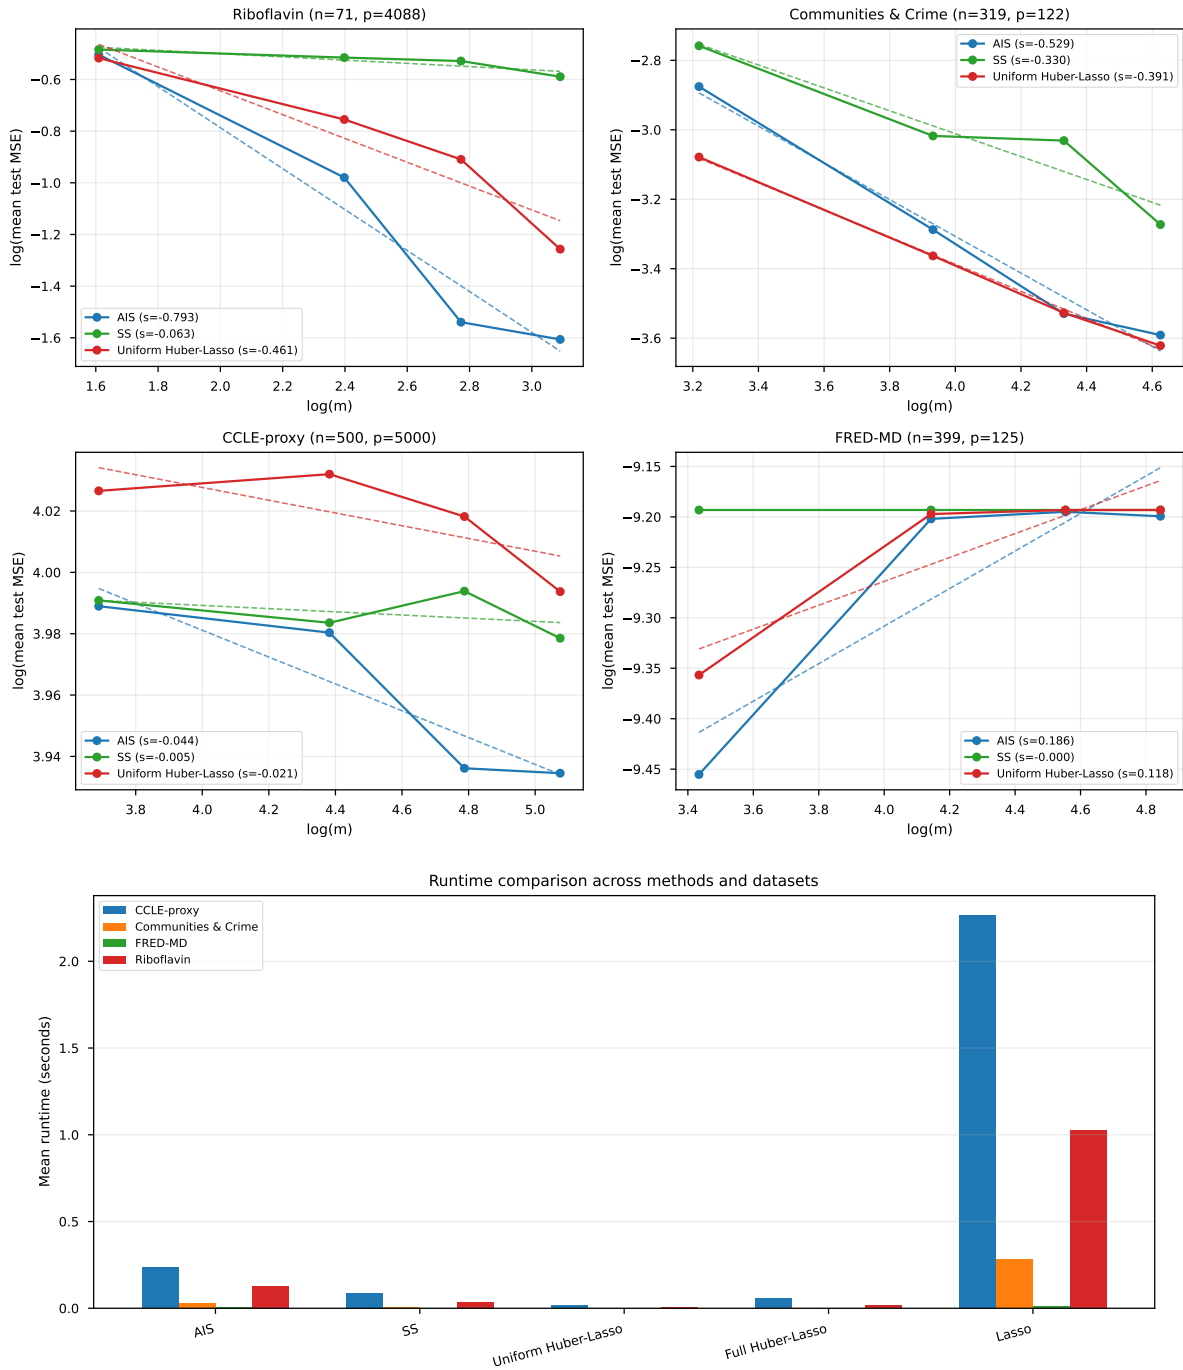 Riboflavin (n=71, p=4088)
log(mean test MSE)
−0.6
−0.8
−1.0
−1.2
−1.4
−1.6
AIS (s=-0.793)
SS (s=-0.063)
Uniform Huber-Lasso (s=-0.461)
1.6 1.8 2.0 2.2 2.4 2.6 2.8 3.0
log(m)
Communities & Crime (n=319, p=122)
log(mean test MSE)
−2.8
−3.0
−3.2
−3.4
−3.6
AIS (s=-0.529)
SS (s=-0.330)
Uniform Huber-Lasso (s=-0.391)
3.2 3.4 3.6 3.8 4.0 4.2 4.4 4.6
log(m)
CCLE-proxy (n=500, p=5000)
log(mean test MSE)
4.02
4.00
3.98
3.96
3.94
AIS (s=-0.044)
SS (s=-0.005)
Uniform Huber-Lasso (s=-0.021)
3.8 4.0 4.2 4.4 4.6 4.8 5.0
log(m)
FRED-MD (n=399, p=125)
log(mean test MSE)
−9.15
−9.20
−9.25
−9.30
−9.35
−9.40
−9.45
AIS (s=0.186)
SS (s=-0.000)
Uniform Huber-Lasso (s=0.118)
3.4 3.6 3.8 4.0 4.2 4.4 4.6 4.8
log(m)
Runtime comparison across methods and datasets
Mean runtime (seconds)
CCLE-proxy
Communities & Crime
FRED-MD
Riboflavin
2.0
1.5
1.0
0.5
0.0
AIS
SS
Uniform Huber-Lasso
Full Huber-Lasso
Lasso